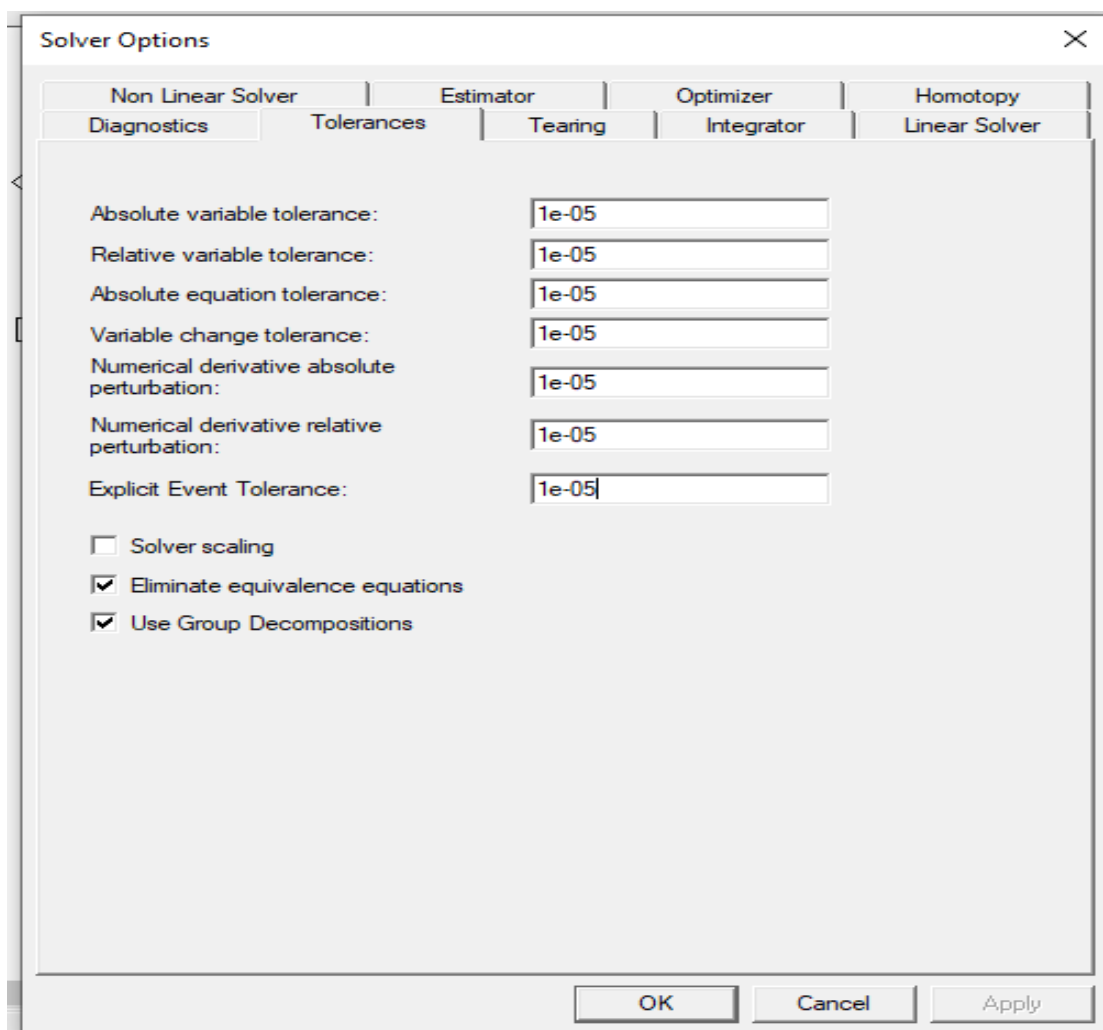 Solver Options
Non Linear Solver Estimator Optimizer Homotopy
Diagnostics Tolerances Tearing Integrator Linear Solver
Absolute variable tolerance: 1e-05
Relative variable tolerance: 1e-05
Absolute equation tolerance: 1e-05
Variable change tolerance: 1e-05
Numerical derivative absolute
perturbation: 1e-05
Numerical derivative relative
perturbation: 1e-05
Explicit Event Tolerance: 1e-05
Solver scaling
Eliminate equivalence equations
Use Group Decompositions
OK Cancel Apply